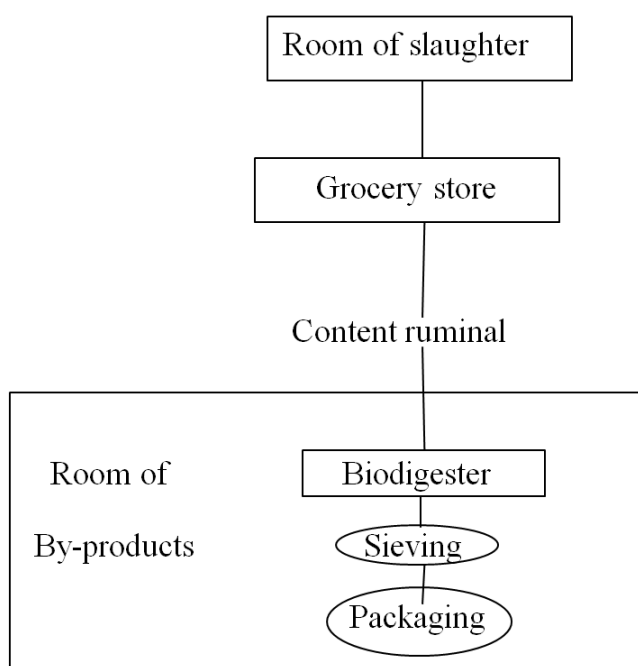 Room of slaughter
Grocery store
Content ruminal
Room of
Biodigester
By-products
Sieving
Packaging